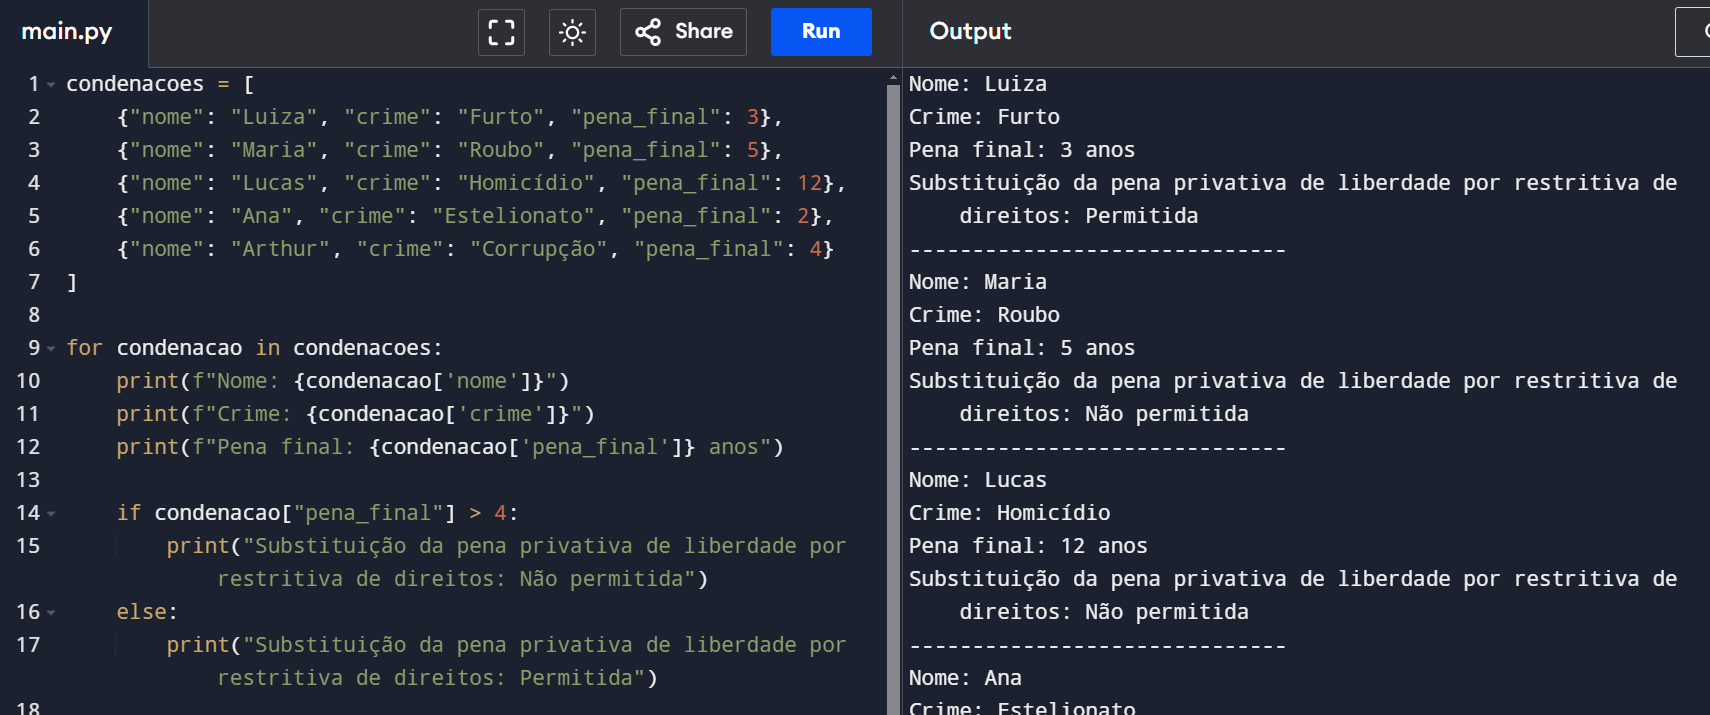 main.py
Share
Run
Output
1 condenacoes = [
2     {"nome": "Luiza", "crime": "Furto", "pena_final": 3},
3     {"nome": "Maria", "crime": "Roubo", "pena_final": 5},
4     {"nome": "Lucas", "crime": "Homicídio", "pena_final": 12},
5     {"nome": "Ana", "crime": "Estelionato", "pena_final": 2},
6     {"nome": "Arthur", "crime": "Corrupção", "pena_final": 4}
7 ]
8
9 for condenacao in condenacoes:
10     print(f"Nome: {condenacao['nome']}")
11     print(f"Crime: {condenacao['crime']}")
12     print(f"Pena final: {condenacao['pena_final']} anos")
13
14     if condenacao["pena_final"] > 4:
15         print("Substituição da pena privativa de liberdade por
            restritiva de direitos: Não permitida")
16     else:
17         print("Substituição da pena privativa de liberdade por
            restritiva de direitos: Permitida")
18
Nome: Luiza
Crime: Furto
Pena final: 3 anos
Substituição da pena privativa de liberdade por restritiva de
    direitos: Permitida
------------------------------
Nome: Maria
Crime: Roubo
Pena final: 5 anos
Substituição da pena privativa de liberdade por restritiva de
    direitos: Não permitida
------------------------------
Nome: Lucas
Crime: Homicídio
Pena final: 12 anos
Substituição da pena privativa de liberdade por restritiva de
    direitos: Não permitida
------------------------------
Nome: Ana
Crime: Estelionato